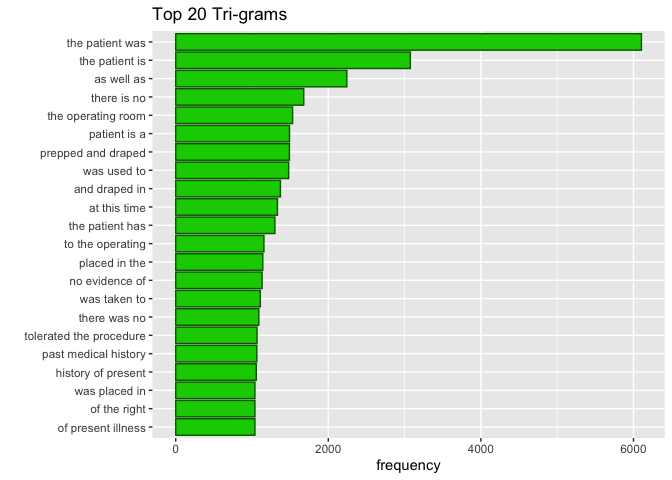 Top 20 Tri-grams
the patient was
the patient is
as well as
there is no
the operating room
patient is a
prepped and draped
was used to
and draped in
at this time
the patient has
to the operating
placed in the
no evidence of
was taken to
there was no
tolerated the procedure
past medical history
history of present
was placed in
of the right
of present illness
0 2000 4000 6000
frequency